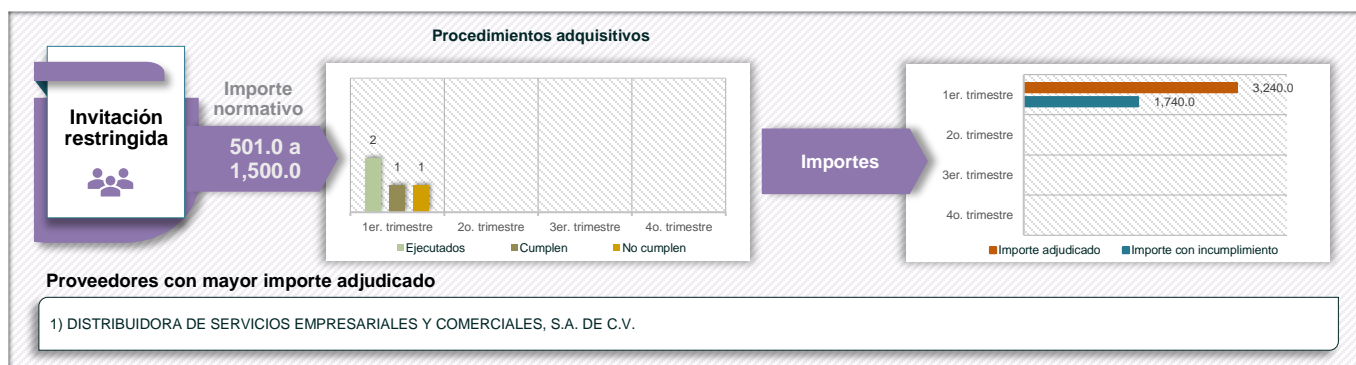 Procedimientos adquisitivos
Invitación
restringida
Importe
normativo
501.0 a
1,500.0
2
1
1
1er. trimestre
2o. trimestre
3er. trimestre
4o. trimestre
Ejecutados
Cumplen
No cumplen
Importes
1er. trimestre
3,240.0
1,740.0
2o. trimestre
3er. trimestre
4o. trimestre
Importe adjudicado
Importe con incumplimiento
Proveedores con mayor importe adjudicado
1) DISTRIBUIDORA DE SERVICIOS EMPRESARIALES Y COMERCIALES, S.A. DE C.V.